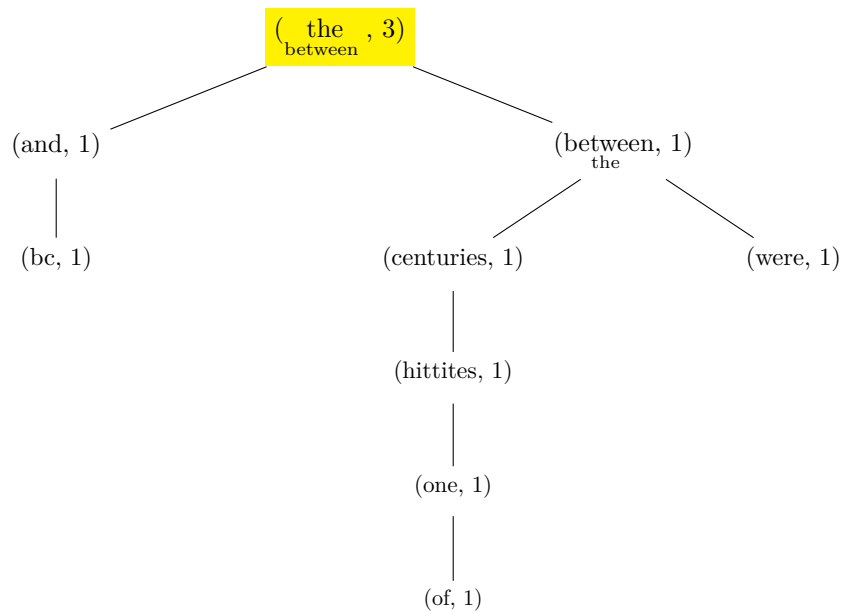 (the, 3)
between
(and, 1)
(between, 1)
the
(bc, 1)
(centuries, 1)
(were, 1)
(hittites, 1)
(one, 1)
(of, 1)